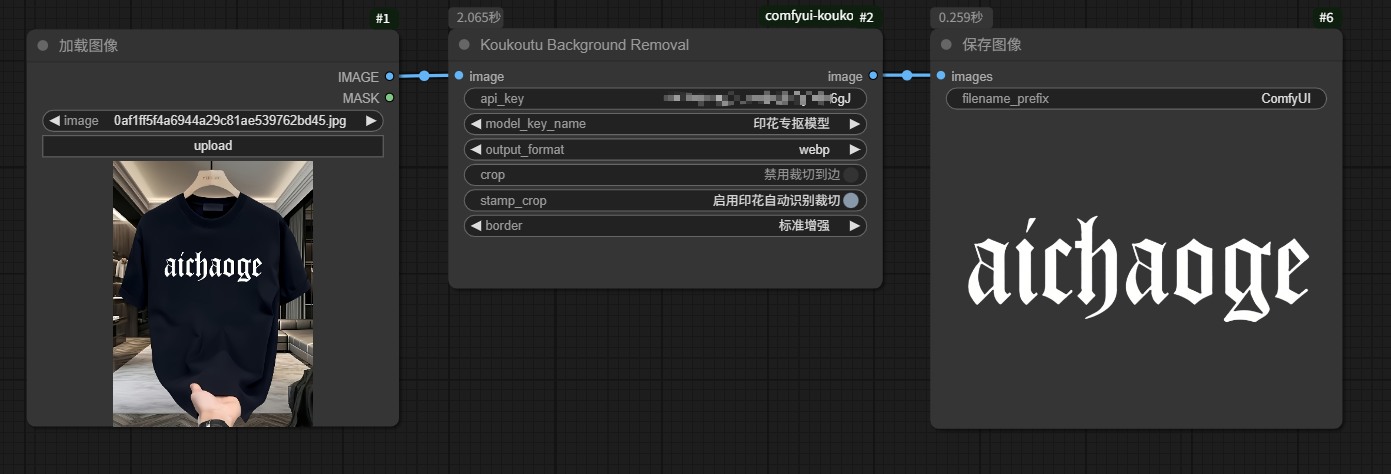 #1
加载图像
IMAGE
MASK
image 0af1ff5f4a6944a29c81ae539762bd45.jpg
upload
aichaoge
2.065秒
comfyui-kouko #2
Koukoutu Background Removal
image image
api_key 6gJ
model_key_name 印花专抠模型
output_format webp
crop 禁用裁切到边
stamp_crop 启用印花自动识别裁切
border 标准增强
0.259秒
#6
保存图像
images
filename_prefix ComfyUI
aichaoge